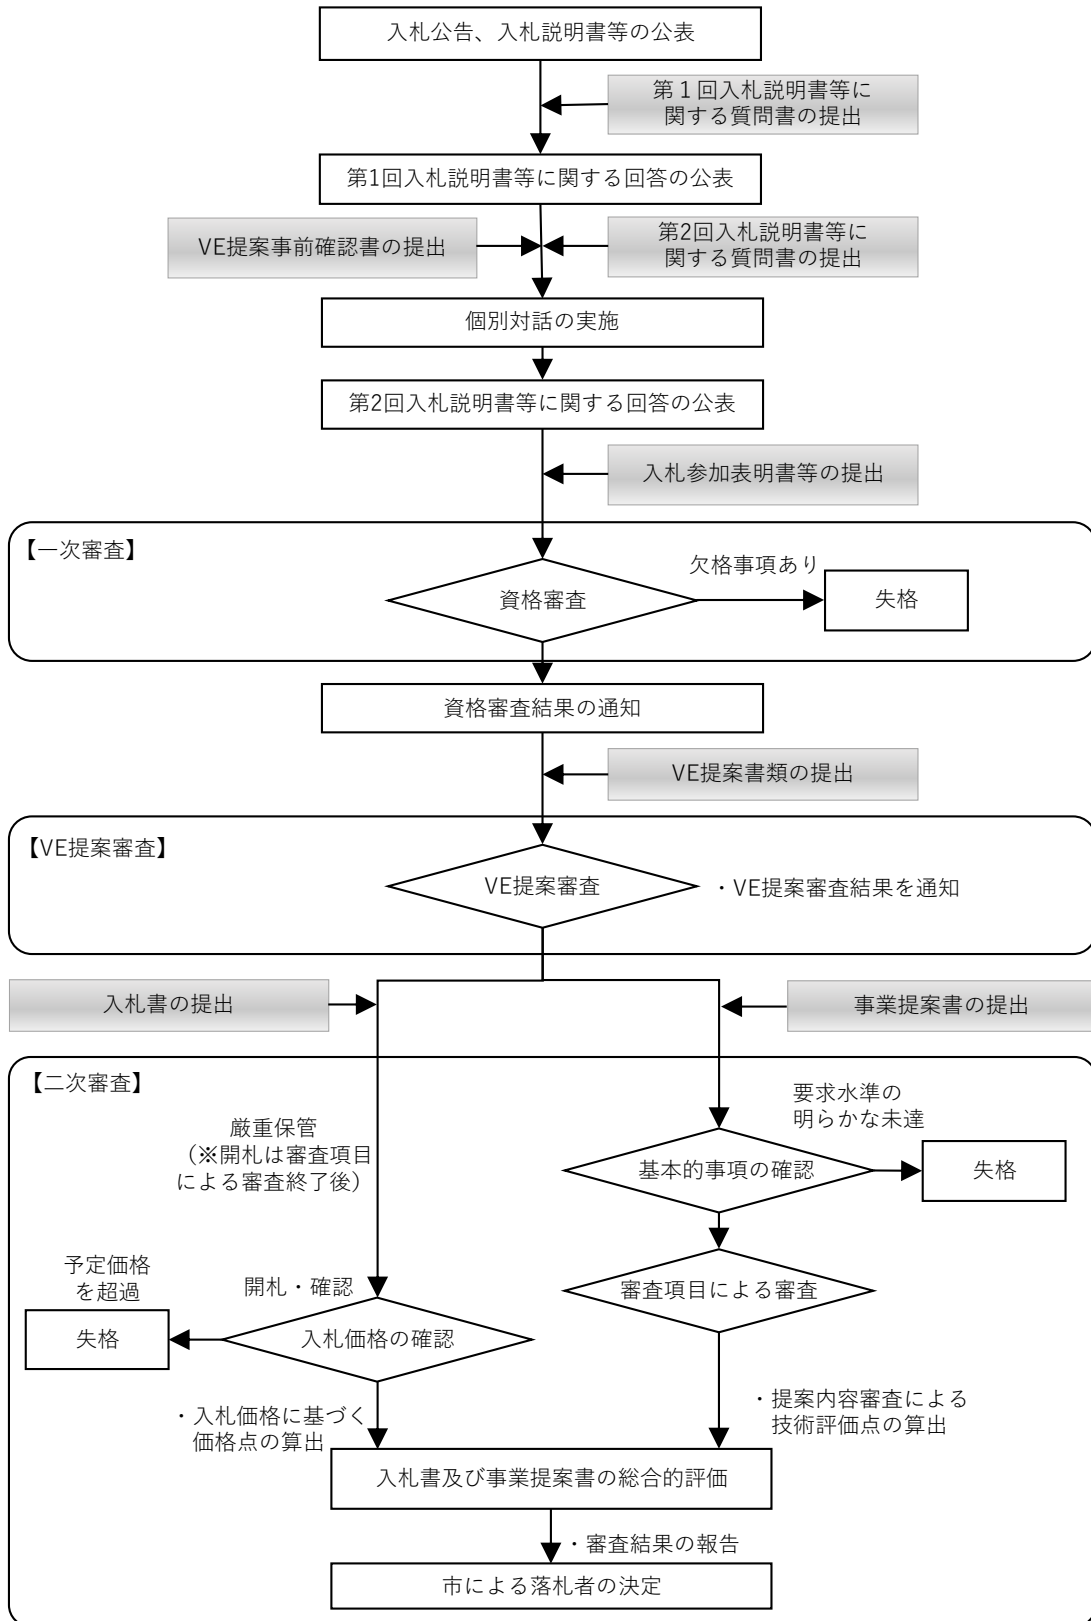 入札公告、入札説明書等の公表
第１回入札説明書等に
関する質問書の提出
第1回入札説明書等に関する回答の公表
VE提案事前確認書の提出
第2回入札説明書等に
関する質問書の提出
個別対話の実施
第2回入札説明書等に関する回答の公表
入札参加表明書等の提出
【一次審査】
欠格事項あり
資格審査
失格
資格審査結果の通知
VE提案書類の提出
【VE提案審査】
VE提案審査
・VE提案審査結果を通知
入札書の提出
事業提案書の提出
【二次審査】
要求水準の
明らかな未達
厳重保管
（※開札は審査項目
による審査終了後）
基本的事項の確認
失格
予定価格
を超過
開札・確認
審査項目による審査
失格
入札価格の確認
・入札価格に基づく
価格点の算出
・提案内容審査による
技術評価点の算出
入札書及び事業提案書の総合的評価
・審査結果の報告
市による落札者の決定